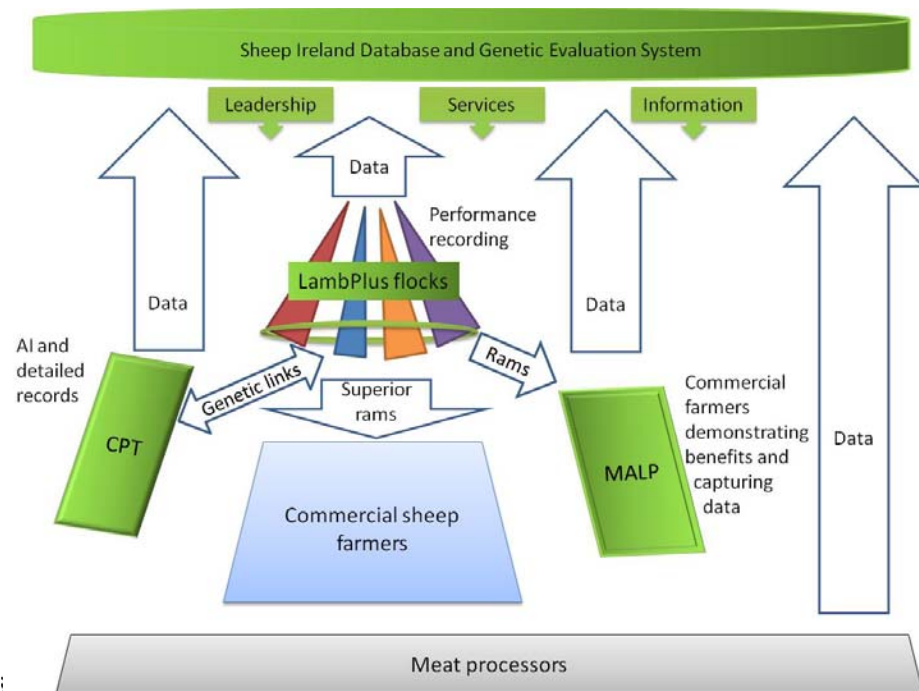 Sheep Ireland Database and Genetic Evaluation System
Leadership
Services
Information
Data
Performance
recording
LambPlus flocks
Data
Data
AI and
detailed
records
Genetic links
Rams
Superior
rams
CPT
MALP
Commercial
farmers
demonstrating
benefits and
capturing
data
Data
Commercial sheep
farmers
Meat processors